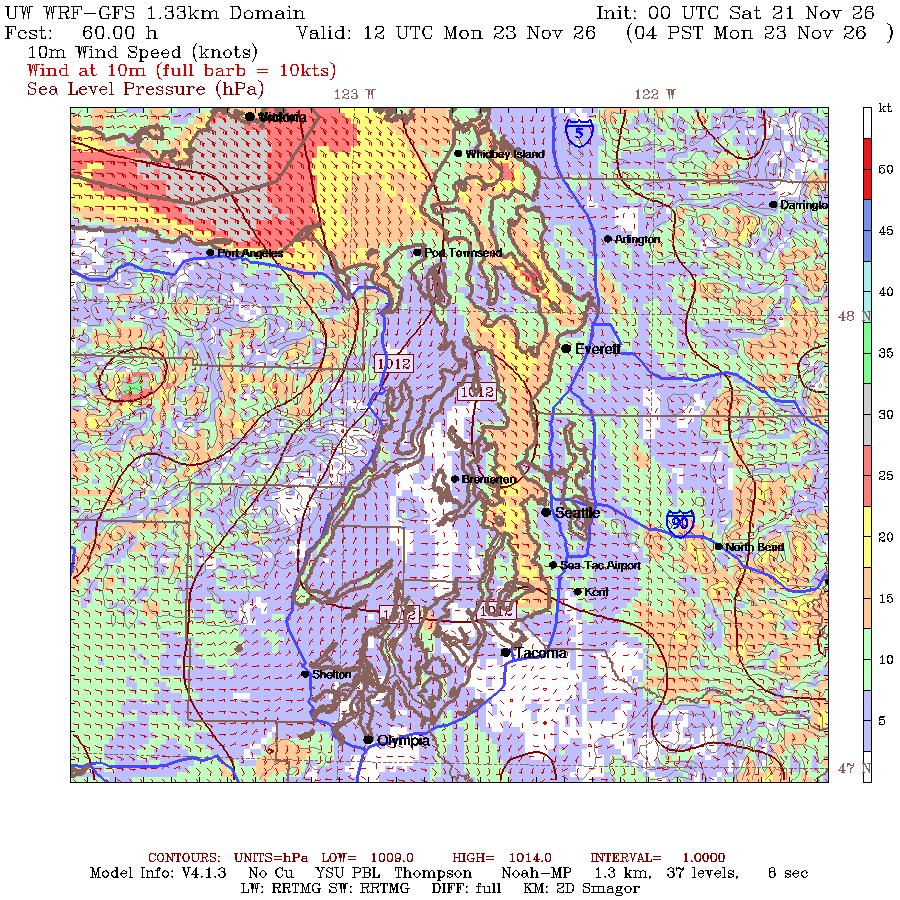 UW WRF-GFS 1.33km Domain Init: 00 UTC Sat 21 Nov 26
Fcst: 60.00 h Valid: 12 UTC Mon 23 Nov 26 (04 PST Mon 23 Nov 26 )
10m Wind Speed (knots)
Wind at 10m (full barb = 10kts)
Sea Level Pressure (hPa)
123 W 122 W
kt
Victoria
5
Whidbey Island
60
Darringto
45
Arlington
Port Angeles
Port Townsend
40
48 N
Everett
35
1012
1012
30
Bremerton
25
Seattle
90
20
North Bend
Sea-Tac Airport
Kent
15
1012
1012
Tacoma
10
Shelton
5
Olympia
47 N
CONTOURS: UNITS=hPa LOW= 1009.0 HIGH= 1014.0 INTERVAL= 1.0000
Model Info: V4.1.3 No Cu YSU PBL Thompson Noah-MP 1.3 km, 37 levels, 8 sec
LW: RRTMG SW: RRTMG DIFF: full KM: 2D Smagor